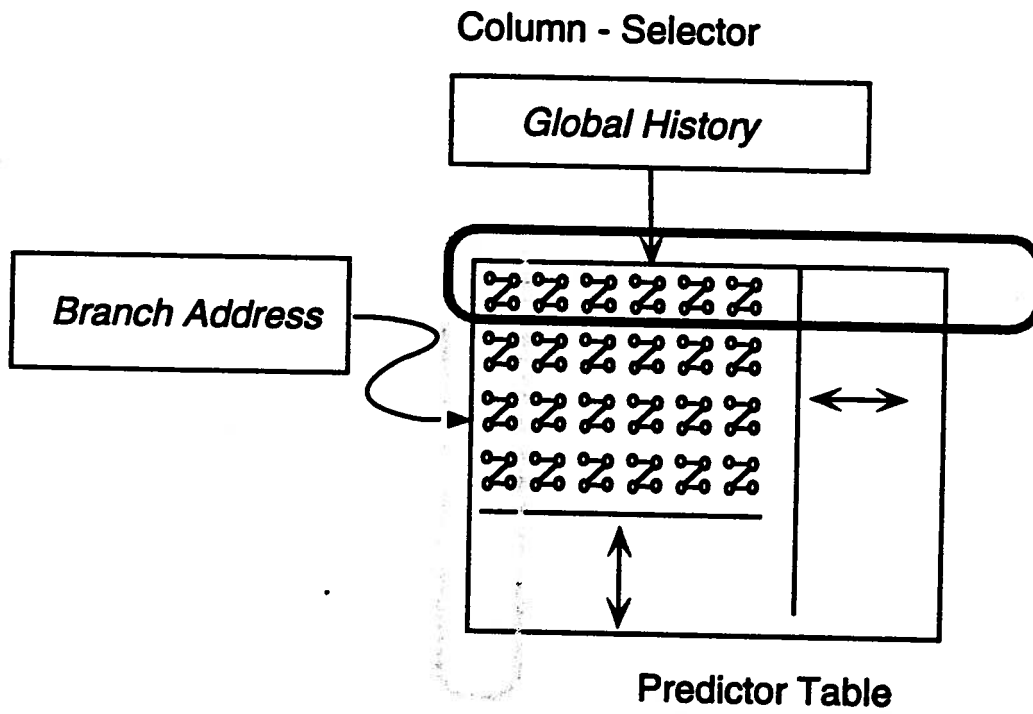 Column - Selector
Global History
Branch Address
Predictor Table